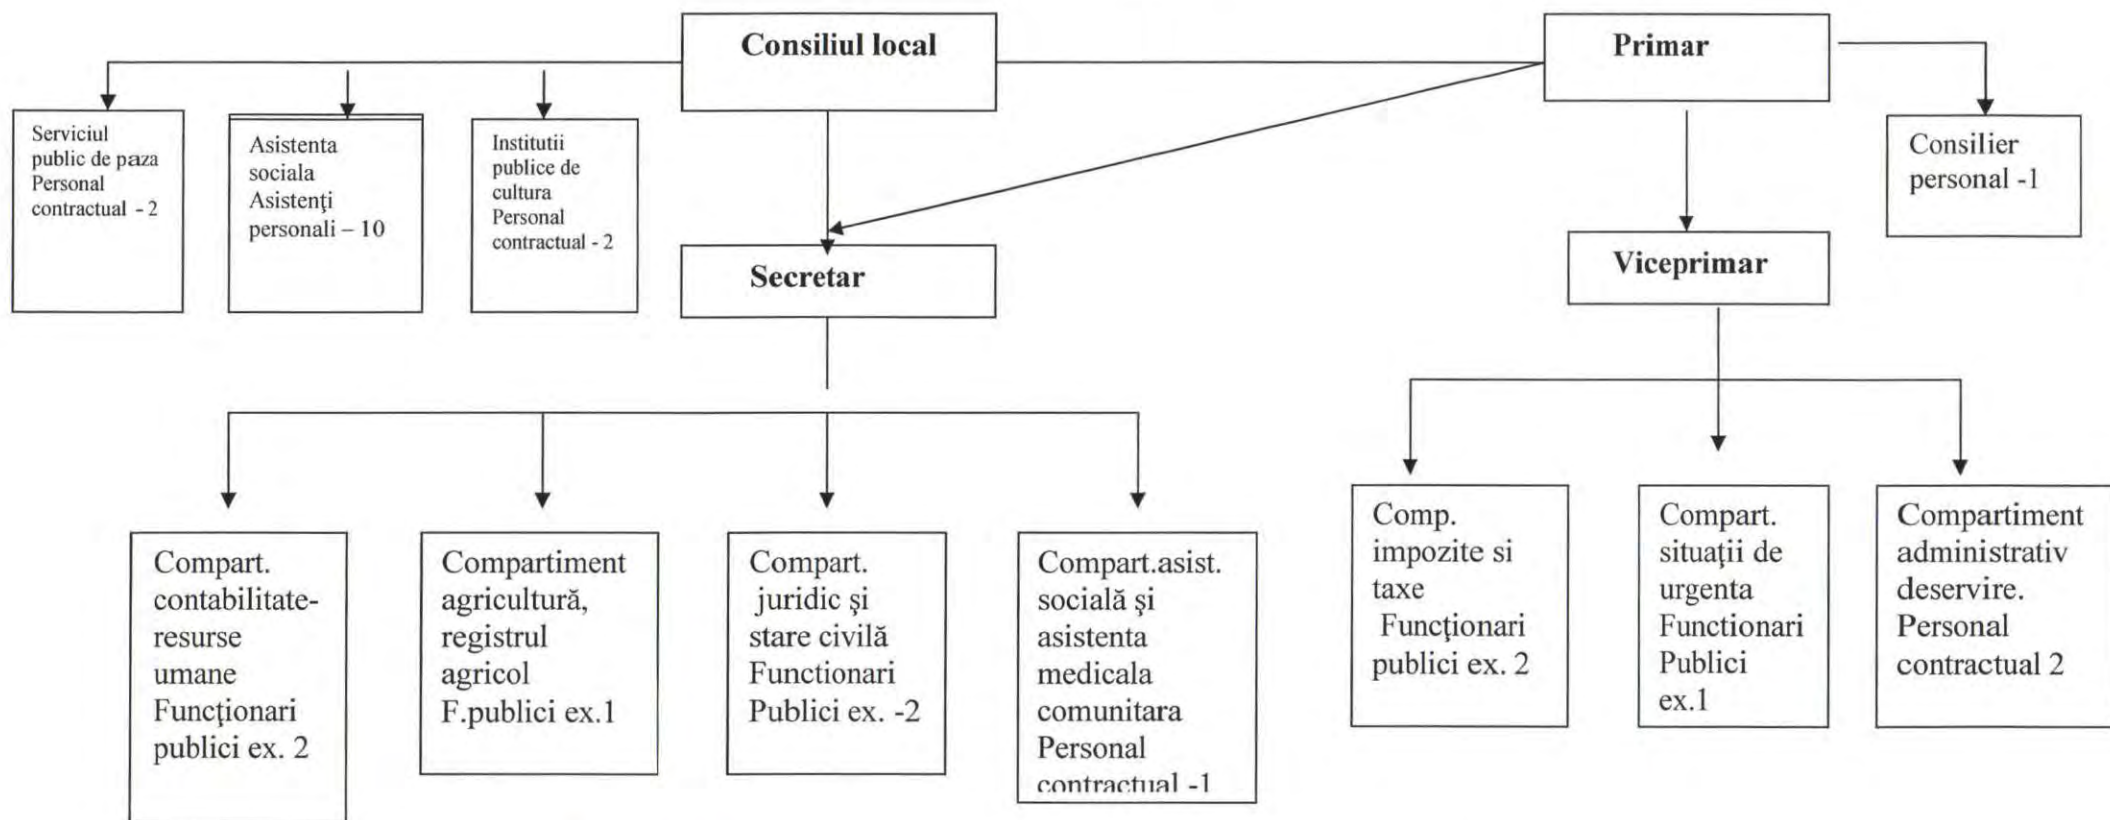 Consiliul local
Primar
Serviciul
public de paza
Personal
contractual - 2
Asistenta
sociala
Asistenţi
personali – 10
Institutii
publice de
cultura
Personal
contractual - 2
Consilier
personal -1
Secretar
Viceprimar
Compart.
contabilitate-
resurse
umane
Funcţionari
publici ex. 2
Compartiment
agricultură,
registrul
agricol
F.publici ex.1
Compart.
juridic şi
stare civilă
Functionari
Publici ex. -2
Compart.asist.
socială şi
asistenta
medicala
comunitara
Personal
contractual -1
Comp.
impozite si
taxe
Funcţionari
publici ex. 2
Compart.
situaţii de
urgenta
Functionari
Publici
ex.1
Compartiment
administrativ
deservire.
Personal
contractual 2